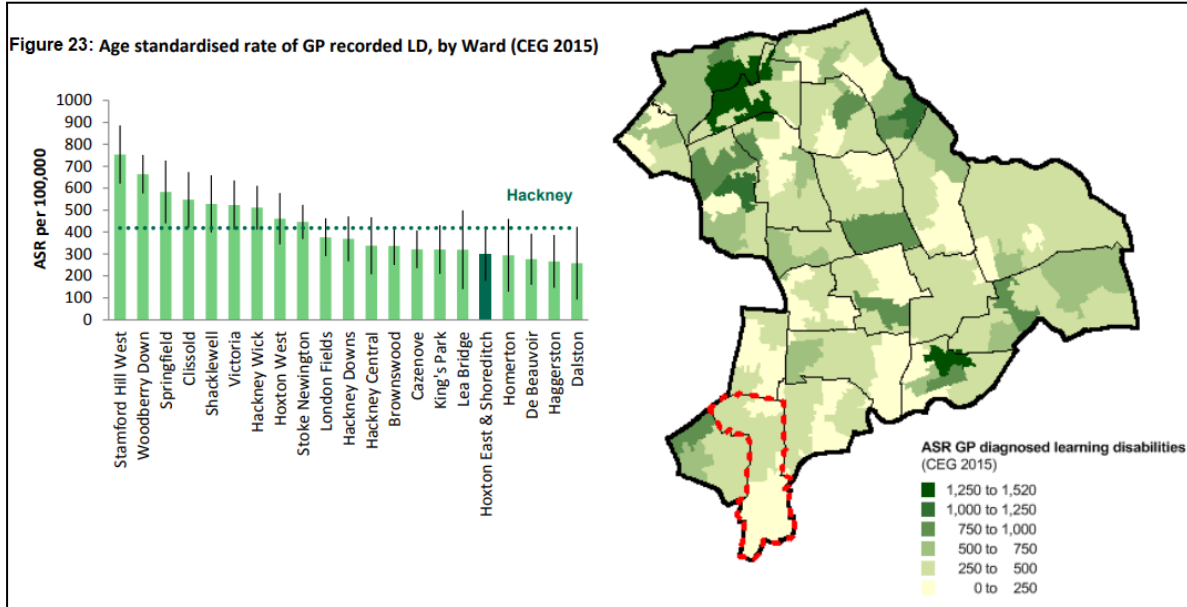 Figure 23: Age standardised rate of GP recorded LD, by Ward (CEG 2015)
1000
900
800
700
600
500
400
300
200
100
0
ASR per 100,000
Hackney
Stamford Hill West
Woodberry Down
Springfield
Clissold
Shacklewell
Victoria
Hackney Wick
Hoxton West
Stoke Newington
London Fields
Hackney Downs
Hackney Central
Brownswood
Cazenove
King's Park
Lea Bridge
Hoxton East & Shoreditch
Homerton
De Beauvoir
Haggerston
Dalston
ASR GP diagnosed learning disabilities
(CEG 2015)
1,250 to 1,520
1,000 to 1,250
750 to 1,000
500 to 750
250 to 500
0 to 250